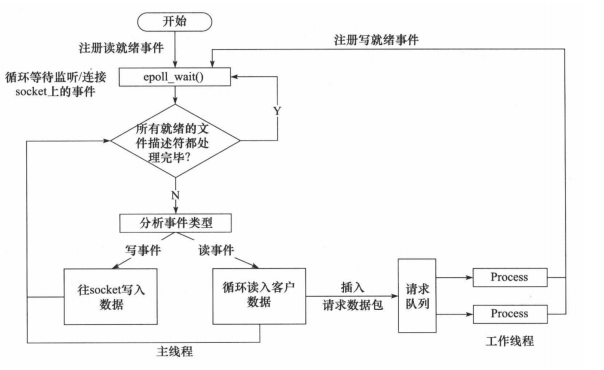 开始
注册读就绪事件
注册写就绪事件
循环等待监听/连接
socket上的事件
epoll_wait()
Y
所有就绪的文
件描述符都处
理完毕?
N
分析事件类型
写事件
读事件
往socket写入
数据
循环读入客户
数据
插入
请求数据包
请求
队列
Process
Process
主线程
工作线程